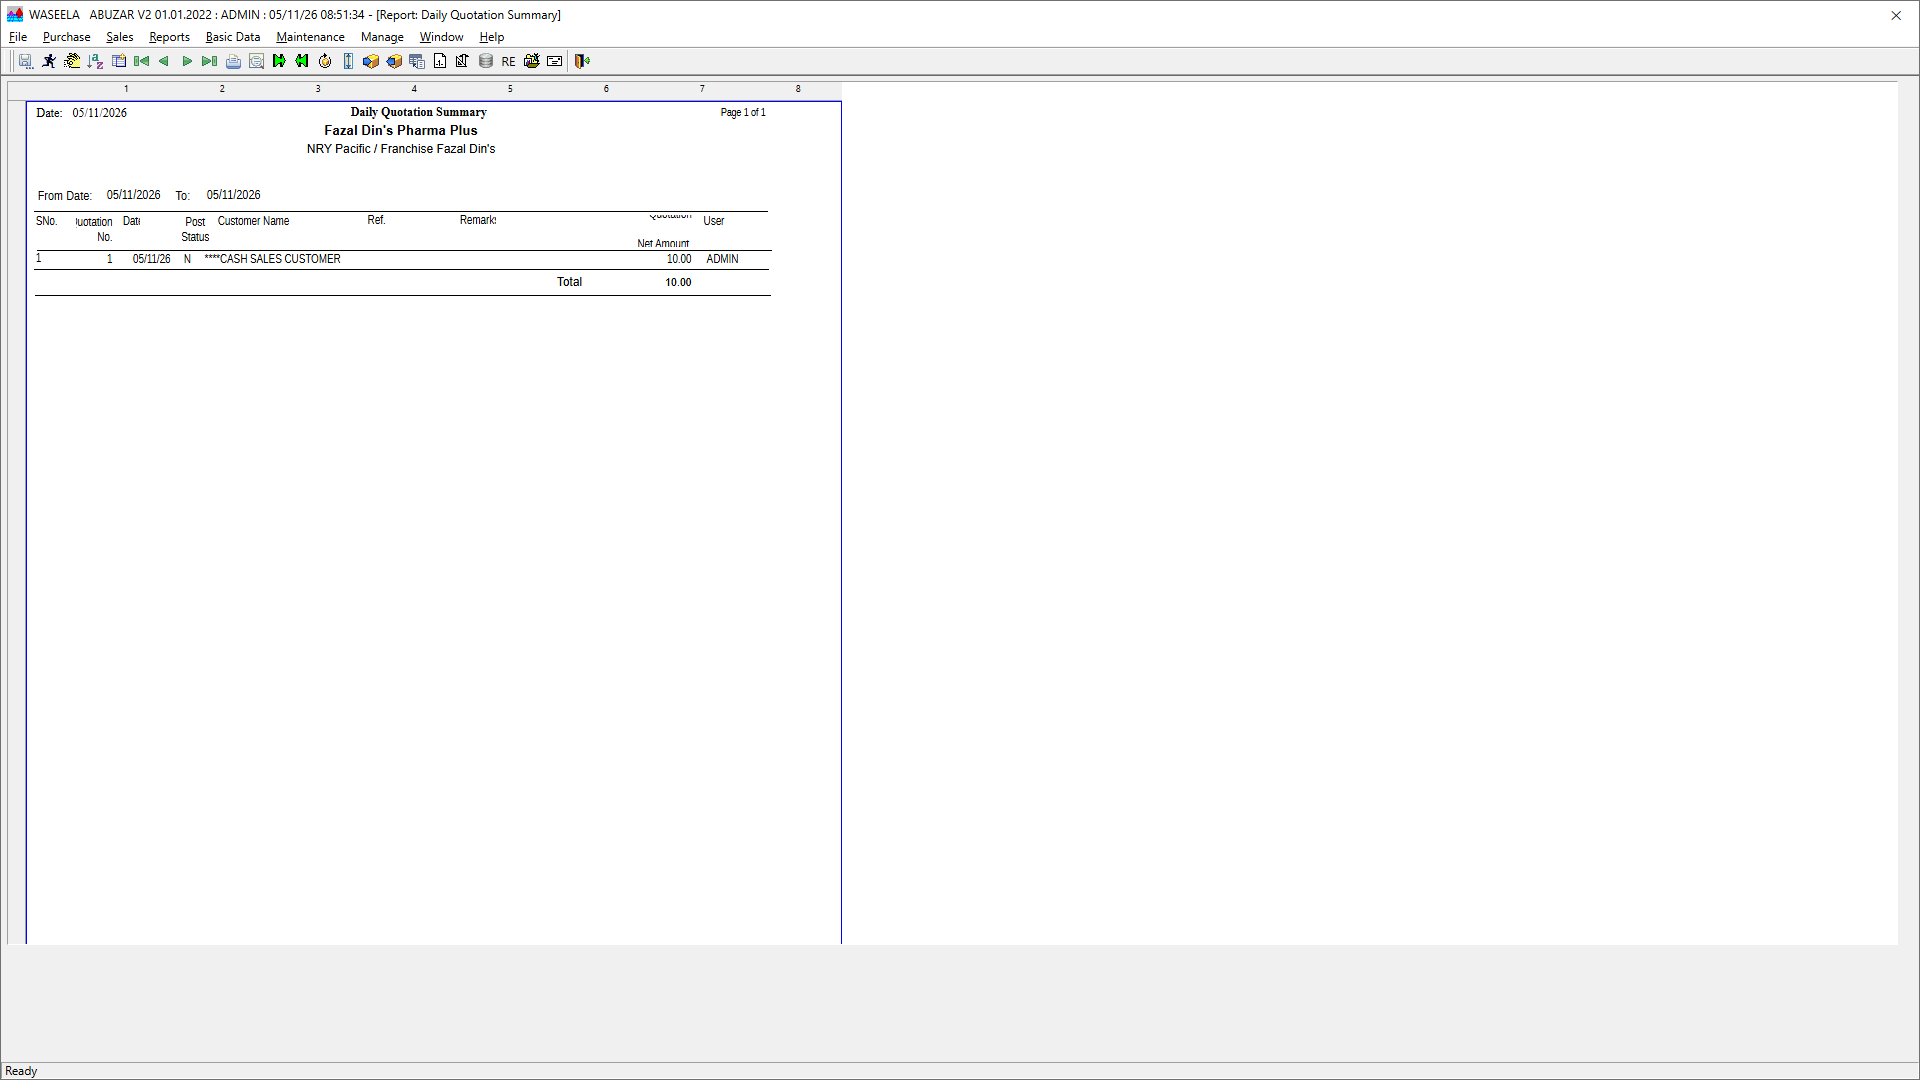 WASEELA   ABUZAR V2 01.01.2022 : ADMIN : 05/11/26 08:51:34 - [Report: Daily Quotation Summary]
File Purchase Sales Reports Basic Data Maintenance Manage Window Help
RE
1 2 3 4 5 6 7 8
Date: 05/11/2026 Daily Quotation Summary Page 1 of 1
Fazal Din's Pharma Plus
NRY Pacific / Franchise Fazal Din's
From Date: 05/11/2026 To: 05/11/2026
SNo. uotation Date Post Customer Name Ref. Remarks Quotation User
No. Status Net Amount
1 1 05/11/26 N ****CASH SALES CUSTOMER 10.00 ADMIN
Total 10.00
Ready